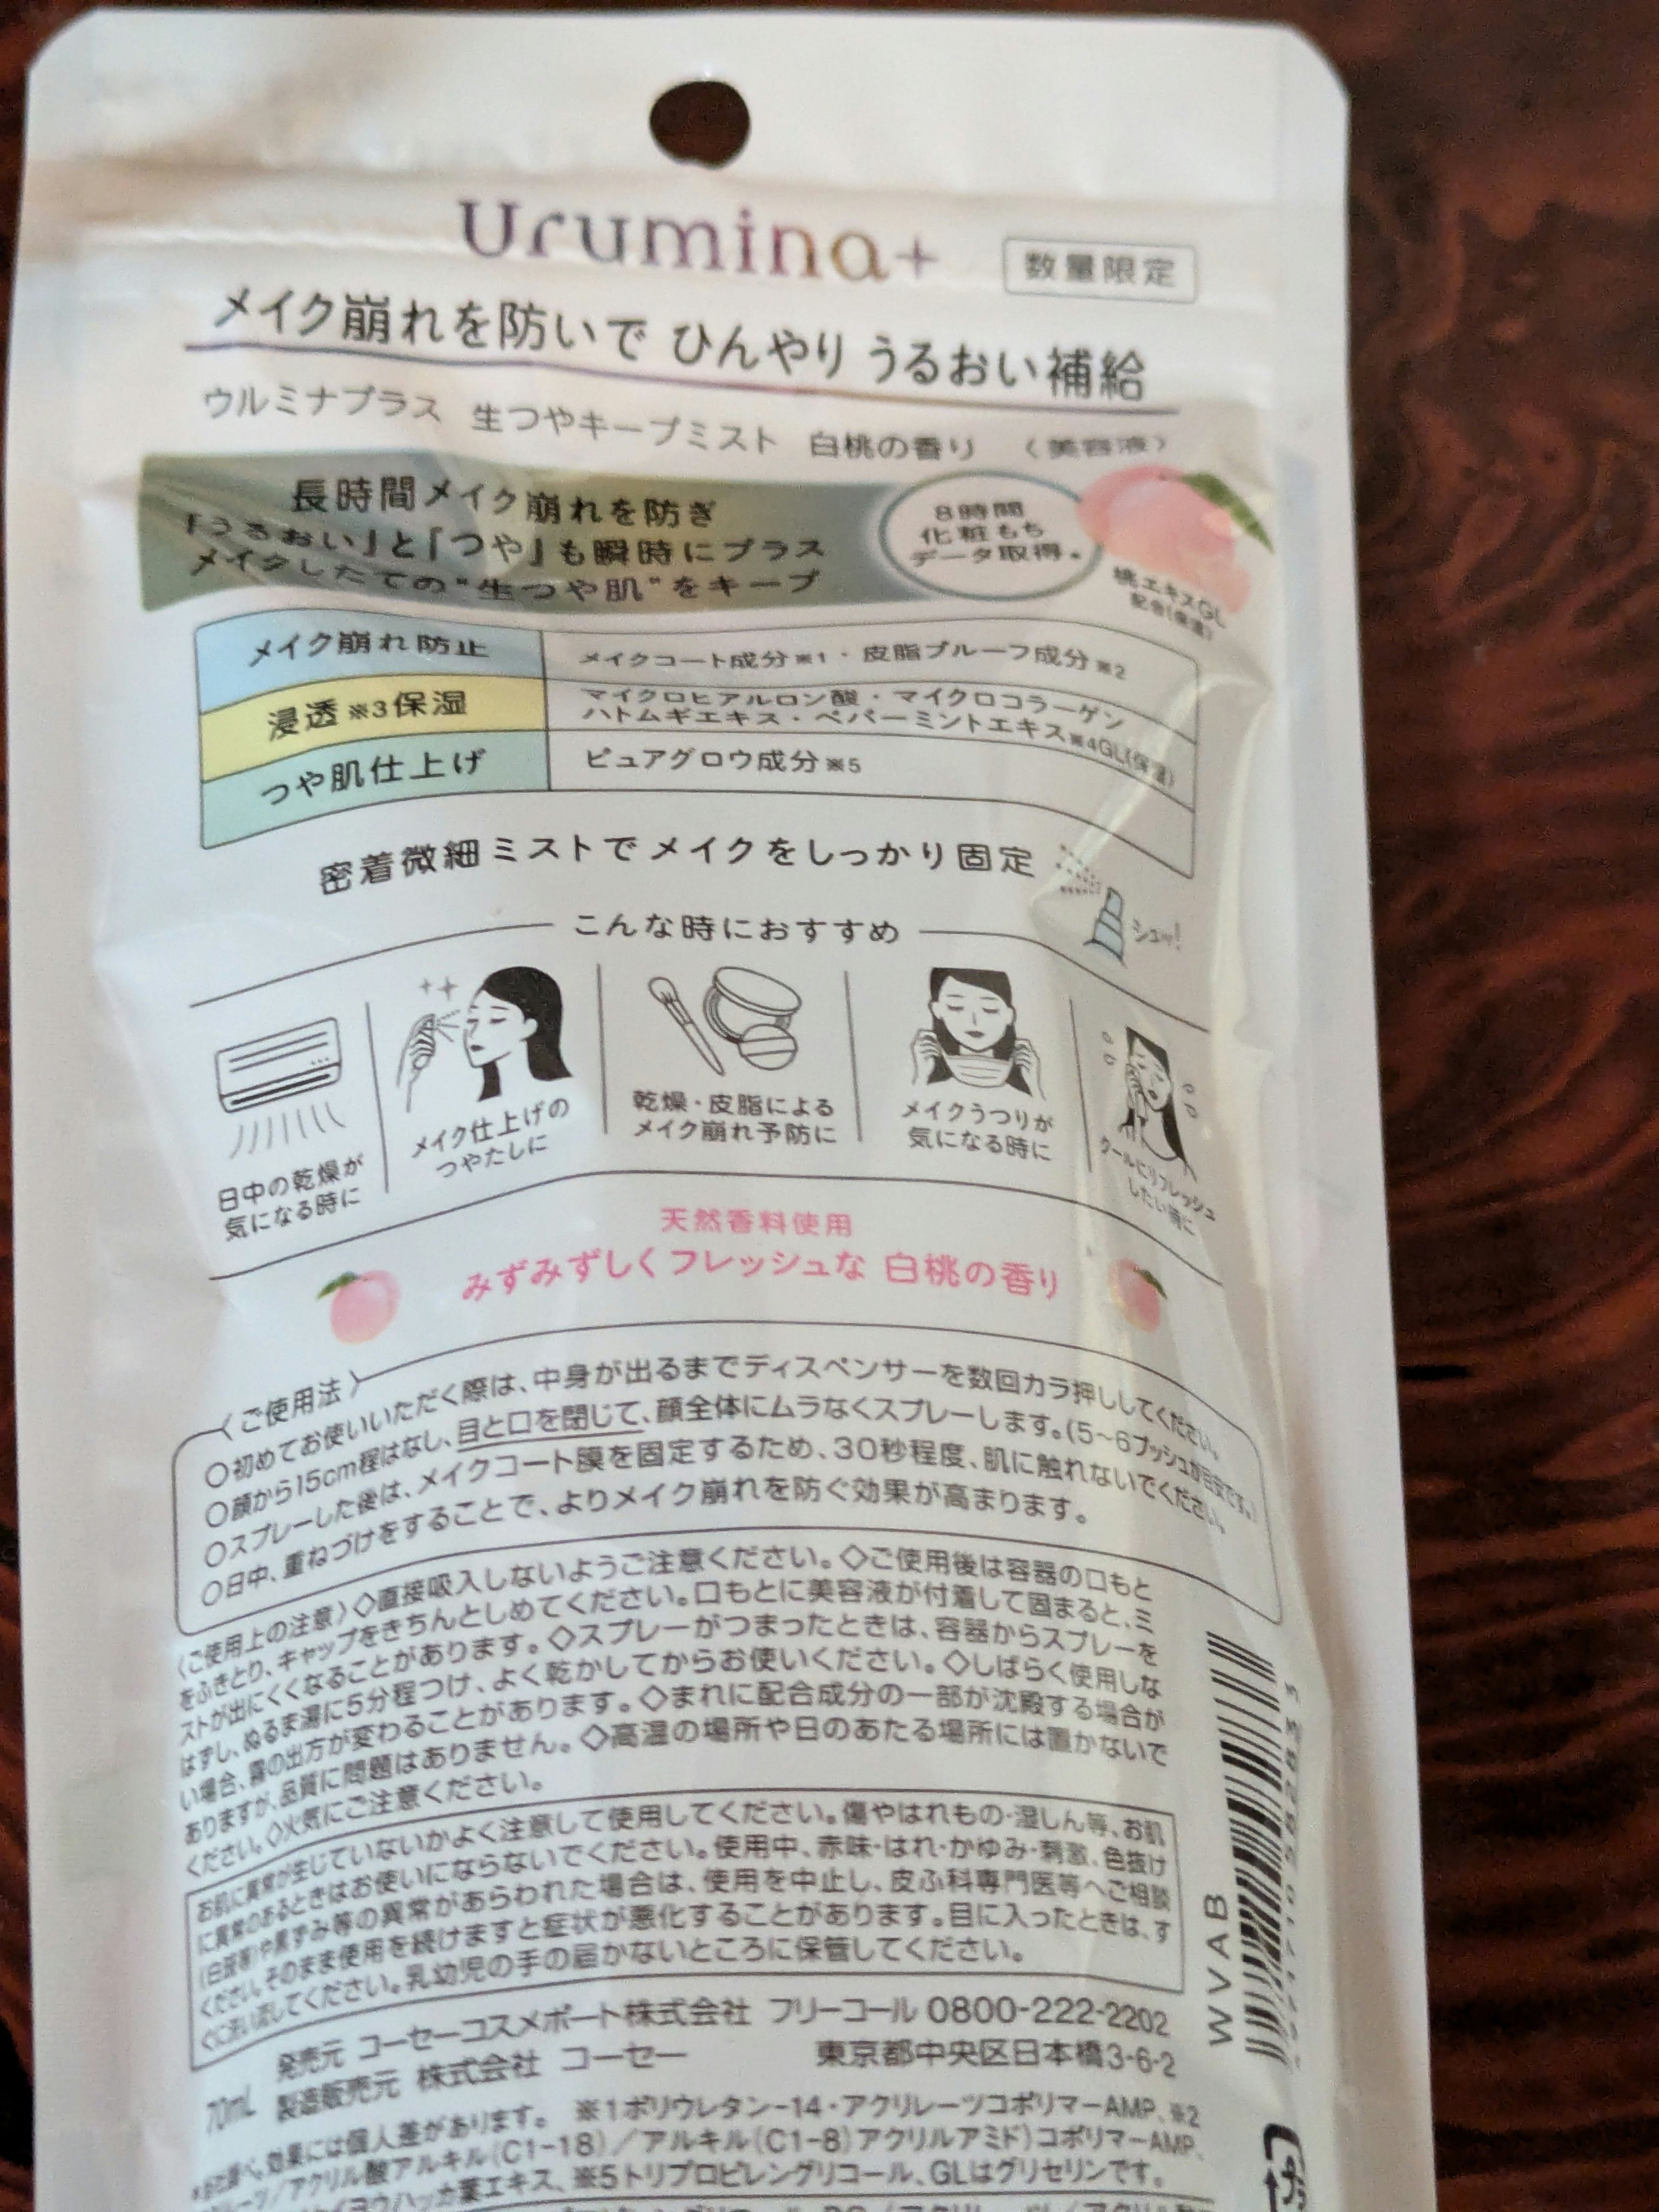 Urumina+
数量限定
メイク崩れを防いで ひんやり うるおい補給
ウルミナプラス 生つやキープミスト 白桃の香り 〈美容液〉
長時間メイク崩れを防ぎ
「うるおい」と「つや」も瞬時にプラス
メイクしたての“生つや肌”をキープ
8時間
化粧もち
データ取得*
桃エキスGL
配合(保湿)
メイク崩れ防止 メイクコート成分※1・皮脂プルーフ成分※2
浸透※3保湿 マイクロヒアルロン酸・マイクロコラーゲン
ハトムギエキス・ペパーミントエキス※4GL(保湿)
つや肌仕上げ ピュアグロウ成分※5
密着微細ミストでメイクをしっかり固定
シュッ!
こんな時におすすめ
日中の乾燥が
気になる時に
メイク仕上げの
つやたしに
乾燥・皮脂による
メイク崩れ予防に
メイクうつりが
気になる時に
クールにリフレッシュ
したい時に
天然香料使用
みずみずしくフレッシュな 白桃の香り
〈ご使用法〉
○初めてお使いいただく際は、中身が出るまでディスペンサーを数回カラ押ししてください。
○顔から15cm程はなし、目と口を閉じて、顔全体にムラなくスプレーします。(5~6プッシュが目安です。)
○スプレーした後は、メイクコート膜を固定するため、30秒程度、肌に触れないでください。
○日中、重ねづけをすることで、よりメイク崩れを防ぐ効果が高まります。
〈ご使用上の注意〉◇直接吸入しないようご注意ください。◇ご使用後は容器の口もと
をふきとり、キャップをきちんとしめてください。口もとに美容液が付着して固まると、ミ
ストが出にくくなることがあります。◇スプレーがつまったときは、容器からスプレーを
はずし、ぬるま湯に5分程つけ、よく乾かしてからお使いください。◇しばらく使用しな
い場合、霧の出方が変わることがあります。◇まれに配合成分の一部が沈殿する場合が
ありますが、品質に問題はありません。◇高温の場所や日のあたる場所には置かないで
ください。◇火気にご注意ください。
お肌に異常が生じていないかよく注意して使用してください。傷やはれもの・湿しん等、お肌
に異常のあるときはお使いにならないでください。使用中、赤味・はれ・かゆみ・刺激、色抜け
(白斑等)や黒ずみ等の異常があらわれた場合は、使用を中止し、皮ふ科専門医等へご相談
ください。そのまま使用を続けますと症状が悪化することがあります。目に入ったときは、す
ぐに洗い流してください。乳幼児の手の届かないところに保管してください。
WVAB
発売元 コーセーコスメポート株式会社 フリーコール 0800-222-2202
70mL 製造販売元 株式会社 コーセー 東京都中央区日本橋3-6-2
*当社調べ。効果には個人差があります。 ※1ポリウレタン-14・アクリレーツコポリマーAMP、※2
/アクリル酸アルキル(C1-18)/アルキル(C1-8)アクリルアミド)コポリマーAMP、
葉エキス、※5トリプロピレングリコール、GLはグリセリンです。
プラ